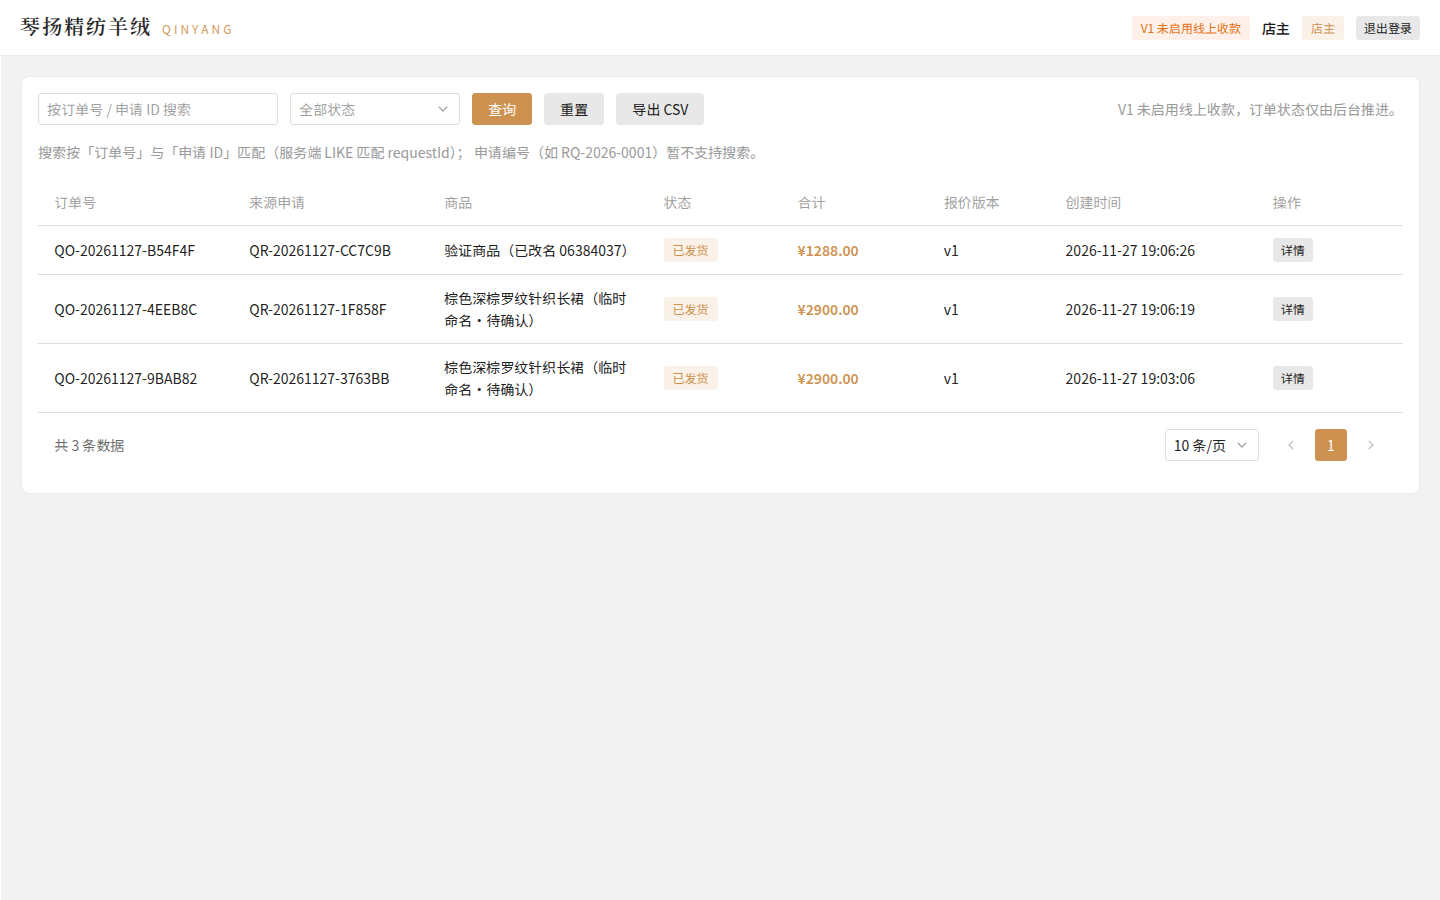 琴扬精纺羊绒 QINYANG
V1 未启用线上收款 店主 店主 退出登录
按订单号 / 申请 ID 搜索 全部状态 查询 重置 导出 CSV V1 未启用线上收款，订单状态仅由后台推进。
搜索按「订单号」与「申请 ID」匹配（服务端 LIKE 匹配 requestId）； 申请编号（如 RQ-2026-0001）暂不支持搜索。
订单号 来源申请 商品 状态 合计 报价版本 创建时间 操作
QO-20261127-B54F4F QR-20261127-CC7C9B 验证商品（已改名 06384037） 已发货 ¥1288.00 v1 2026-11-27 19:06:26 详情
QO-20261127-4EEB8C QR-20261127-1F858F 棕色深棕罗纹针织长裙（临时
命名・待确认） 已发货 ¥2900.00 v1 2026-11-27 19:06:19 详情
QO-20261127-9BAB82 QR-20261127-3763BB 棕色深棕罗纹针织长裙（临时
命名・待确认） 已发货 ¥2900.00 v1 2026-11-27 19:03:06 详情
共 3 条数据 10 条/页 1